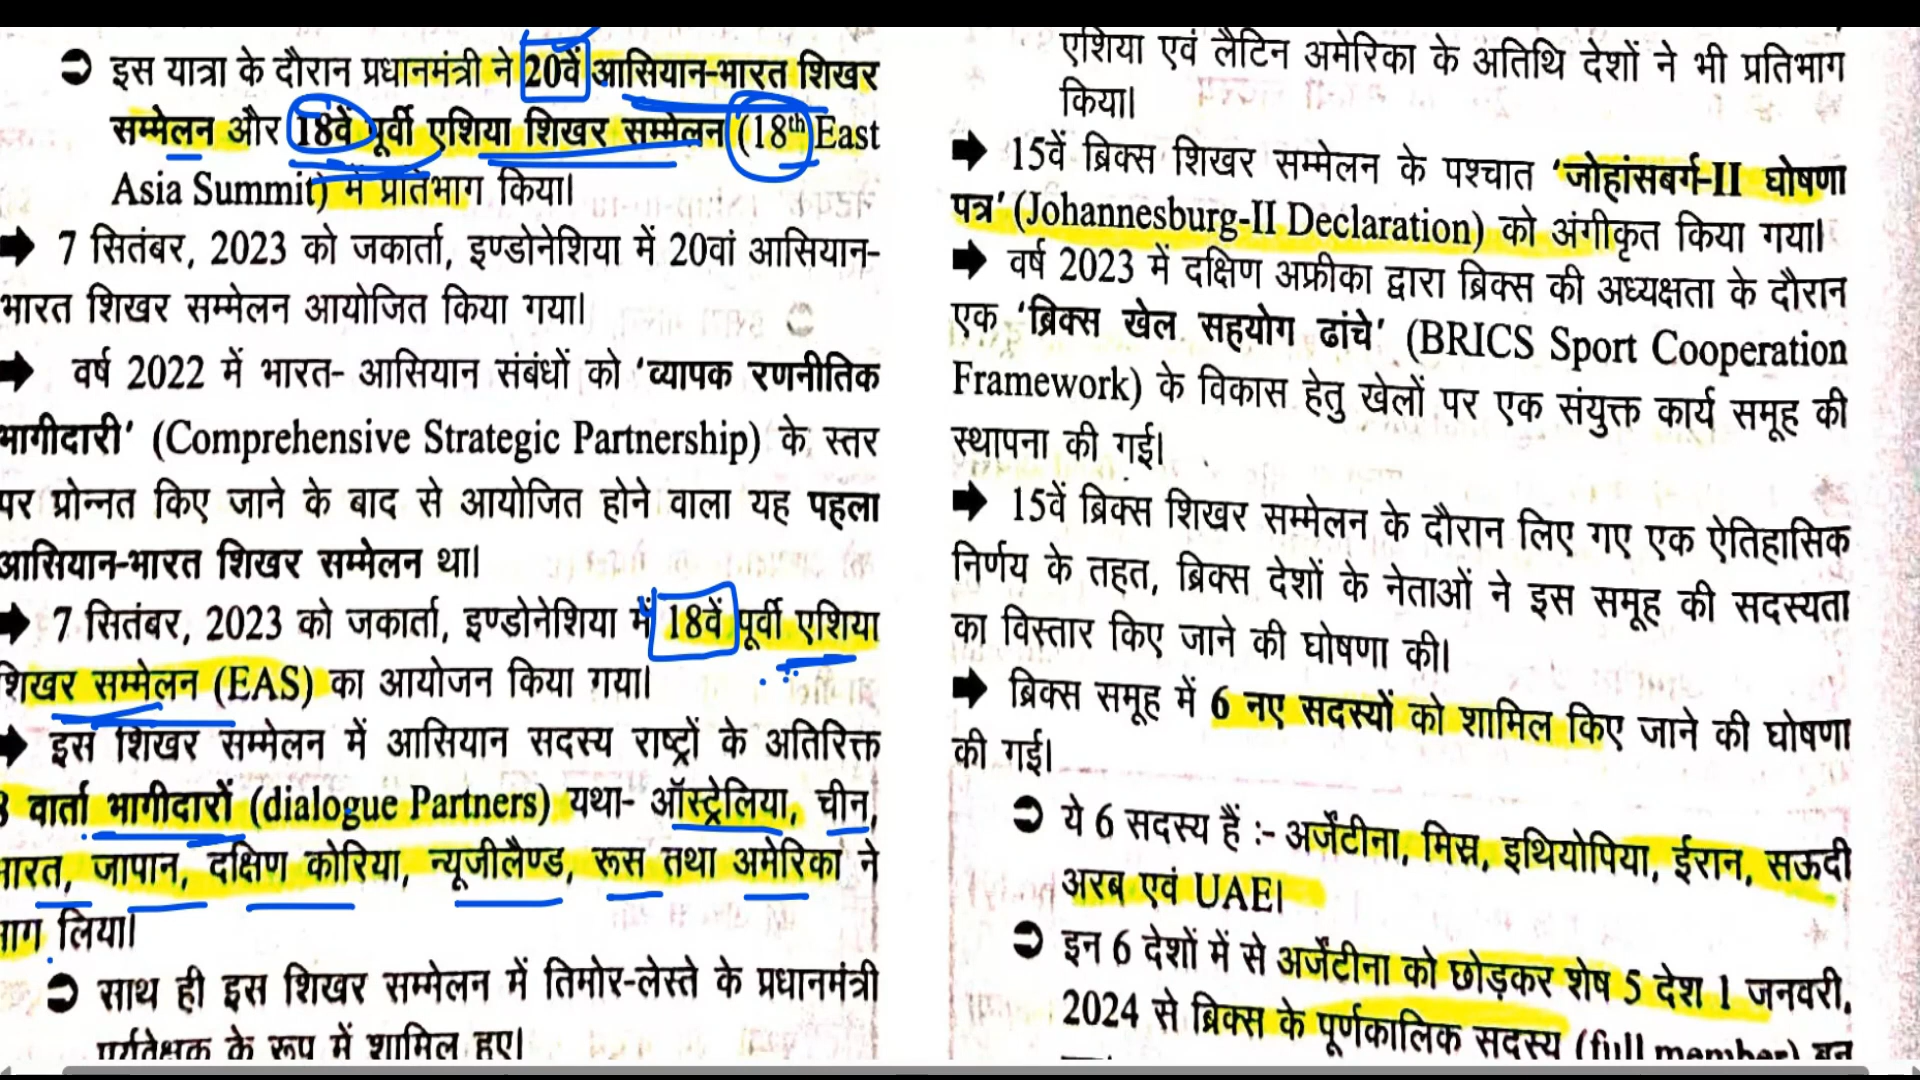 इस यात्रा के दौरान प्रधानमंत्री ने 20वें आसियान-भारत शिखर
सम्मेलन और 18वें पूर्वी एशिया शिखर सम्मेलन (18th East
Asia Summit) में प्रतिभाग किया।
7 सितंबर, 2023 को जकार्ता, इण्डोनेशिया में 20वां आसियान-
भारत शिखर सम्मेलन आयोजित किया गया।
वर्ष 2022 में भारत- आसियान संबंधों को ‘व्यापक रणनीतिक
भागीदारी’ (Comprehensive Strategic Partnership) के स्तर
पर प्रोन्नत किए जाने के बाद से आयोजित होने वाला यह पहला
आसियान-भारत शिखर सम्मेलन था।
7 सितंबर, 2023 को जकार्ता, इण्डोनेशिया में 18वें पूर्वी एशिया
शिखर सम्मेलन (EAS) का आयोजन किया गया।
इस शिखर सम्मेलन में आसियान सदस्य राष्ट्रों के अतिरिक्त
8 वार्ता भागीदारों (dialogue Partners) यथा- ऑस्ट्रेलिया, चीन,
भारत, जापान, दक्षिण कोरिया, न्यूजीलैण्ड, रूस तथा अमेरिका ने
भाग लिया।
साथ ही इस शिखर सम्मेलन में तिमोर-लेस्ते के प्रधानमंत्री
पर्यवेक्षक के रूप में शामिल हुए।
एशिया एवं लैटिन अमेरिका के अतिथि देशों ने भी प्रतिभाग
किया।
15वें ब्रिक्स शिखर सम्मेलन के पश्चात ‘जोहांसबर्ग-II घोषणा
पत्र’ (Johannesburg-II Declaration) को अंगीकृत किया गया।
वर्ष 2023 में दक्षिण अफ्रीका द्वारा ब्रिक्स की अध्यक्षता के दौरान
एक ‘ब्रिक्स खेल सहयोग ढांचे’ (BRICS Sport Cooperation
Framework) के विकास हेतु खेलों पर एक संयुक्त कार्य समूह की
स्थापना की गई।
15वें ब्रिक्स शिखर सम्मेलन के दौरान लिए गए एक ऐतिहासिक
निर्णय के तहत, ब्रिक्स देशों के नेताओं ने इस समूह की सदस्यता
का विस्तार किए जाने की घोषणा की।
ब्रिक्स समूह में 6 नए सदस्यों को शामिल किए जाने की घोषणा
की गई।
ये 6 सदस्य हैं :- अर्जेंटीना, मिस्र, इथियोपिया, ईरान, सऊदी
अरब एवं UAE।
इन 6 देशों में से अर्जेंटीना को छोड़कर शेष 5 देश 1 जनवरी,
2024 से ब्रिक्स के पूर्णकालिक सदस्य (full member) बन